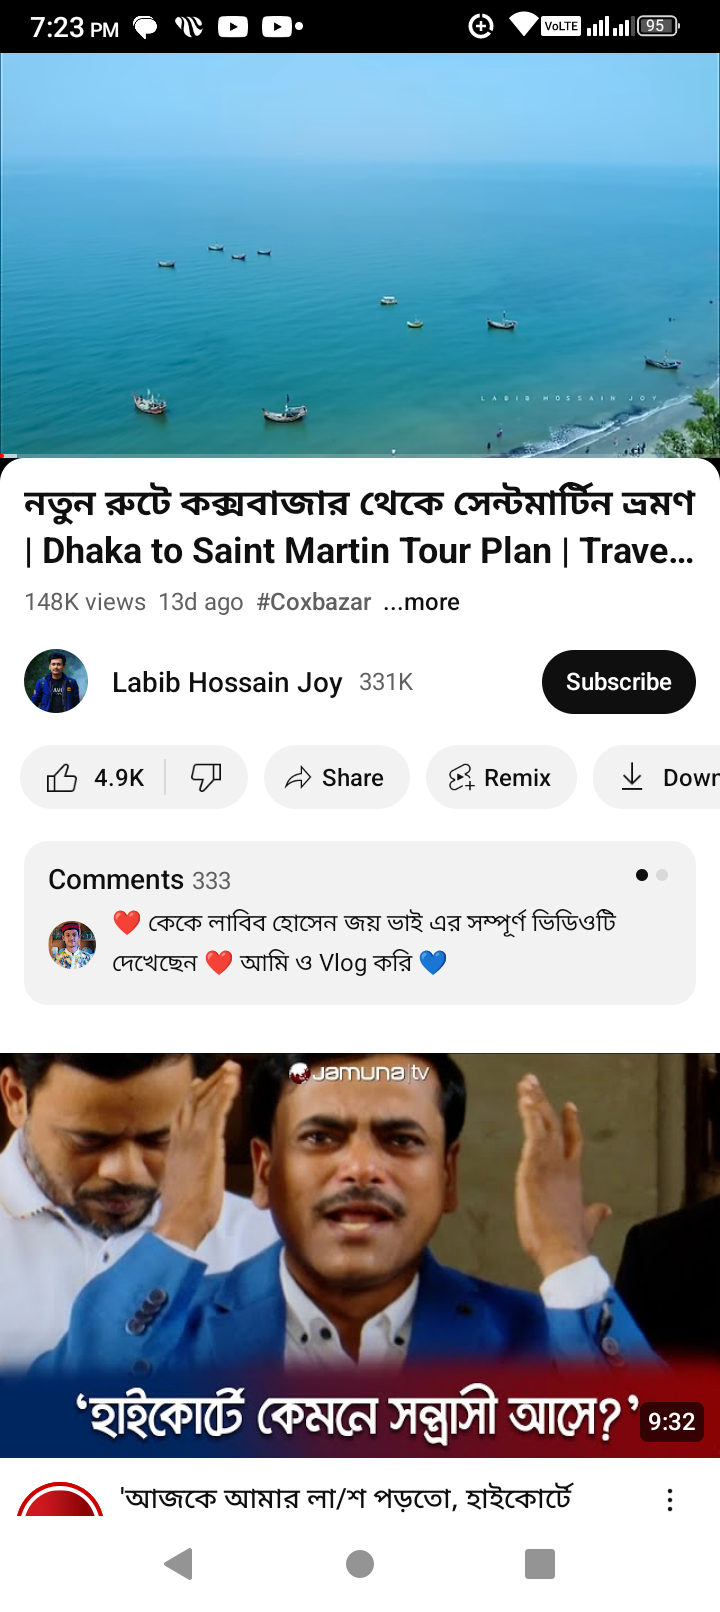 7:23 PM
VoLTE
95
LABIB HOSSAIN JOY
নতুন রুটে কক্সবাজার থেকে সেন্টমার্টিন ভ্রমণ
| Dhaka to Saint Martin Tour Plan | Trave...
148K views 13d ago #Coxbazar ...more
Labib Hossain Joy 331K
Subscribe
4.9K
Share
Remix
Down
Comments 333
❤️ কেকে লাবিব হোসেন জয় ভাই এর সম্পূর্ণ ভিডিওটি
দেখেছেন ❤️ আমি ও Vlog করি 💙
Jamuna|tv
‘হাইকোর্টে কেমনে সন্ত্রাসী আসে?’
9:32
'আজকে আমার লা/শ পড়তো, হাইকোর্টে